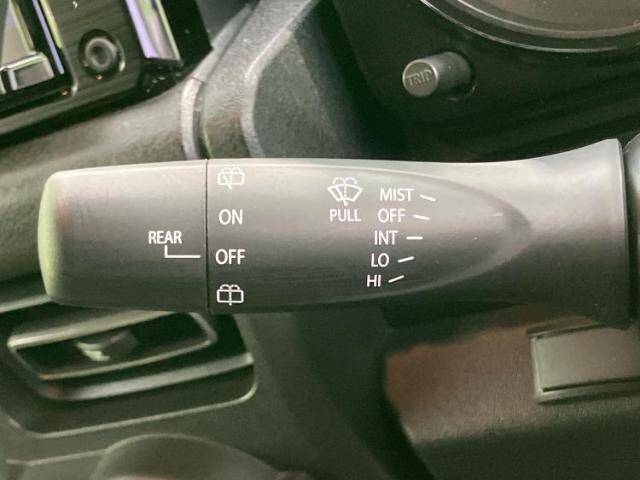 TRIP
ON
REAR
OFF
PULL
MIST
OFF
INT
LO
HI